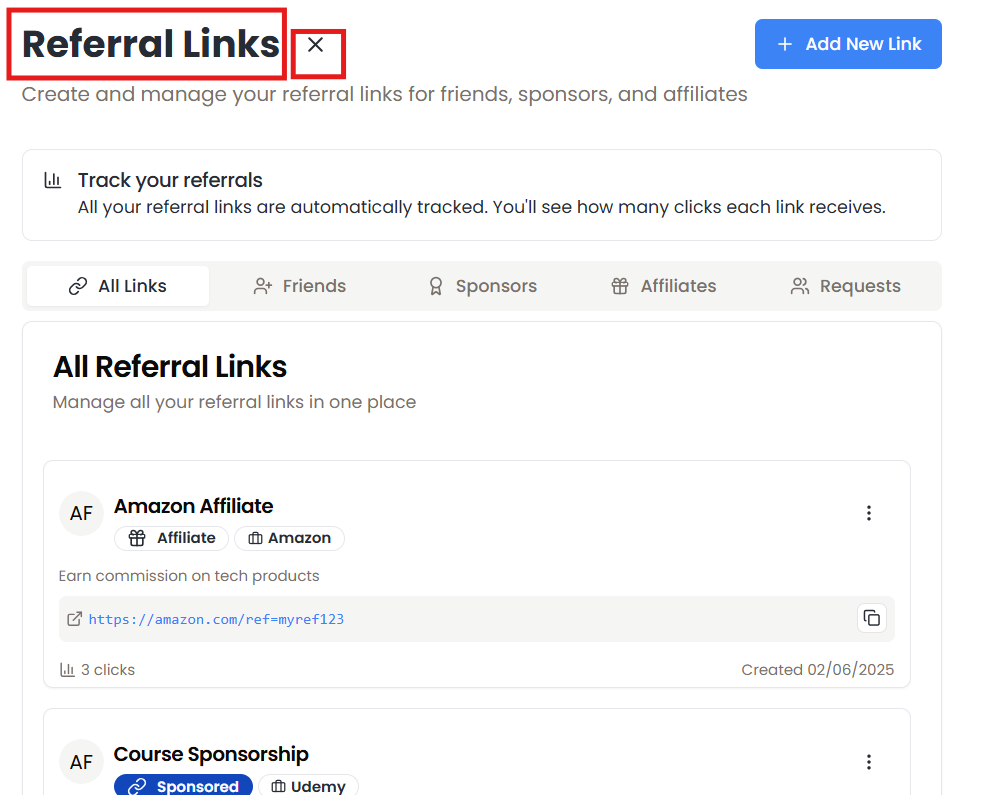 Referral Links
Add New Link
Create and manage your referral links for friends, sponsors, and affiliates
Track your referrals
All your referral links are automatically tracked. You'll see how many clicks each link receives.
All Links Friends Sponsors Affiliates Requests
All Referral Links
Manage all your referral links in one place
AF Amazon Affiliate
Affiliate Amazon
Earn commission on tech products
https://amazon.com/ref=myref123
3 clicks Created 02/06/2025
AF Course Sponsorship
Sponsored Udemy